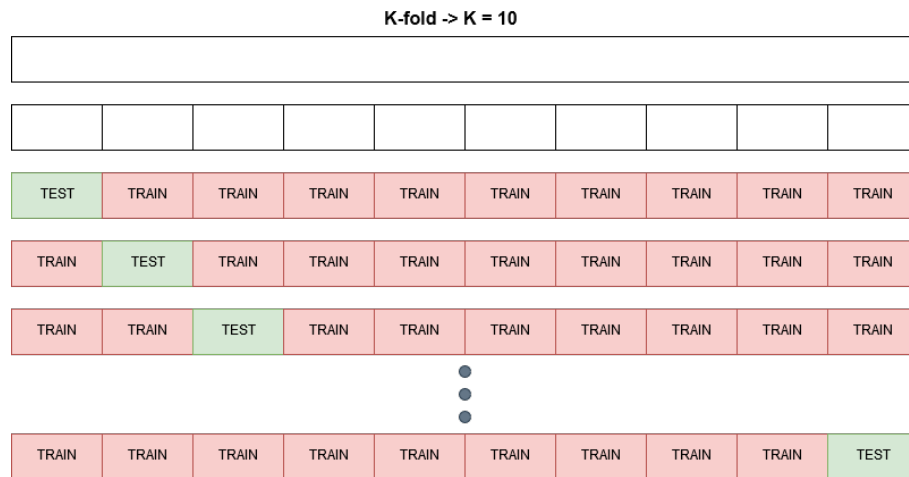 K-fold -> K = 10
TEST TRAIN TRAIN TRAIN TRAIN TRAIN TRAIN TRAIN TRAIN TRAIN
TRAIN TEST TRAIN TRAIN TRAIN TRAIN TRAIN TRAIN TRAIN TRAIN
TRAIN TRAIN TEST TRAIN TRAIN TRAIN TRAIN TRAIN TRAIN TRAIN
TRAIN TRAIN TRAIN TRAIN TRAIN TRAIN TRAIN TRAIN TRAIN TEST